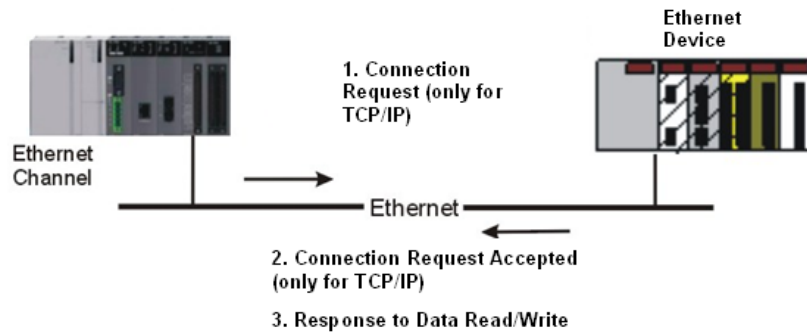 Ethernet
Device
1. Connection
Request (only for
TCP/IP)
Ethernet
Channel
Ethernet
2. Connection Request Accepted
(only for TCP/IP)
3. Response to Data Read/Write